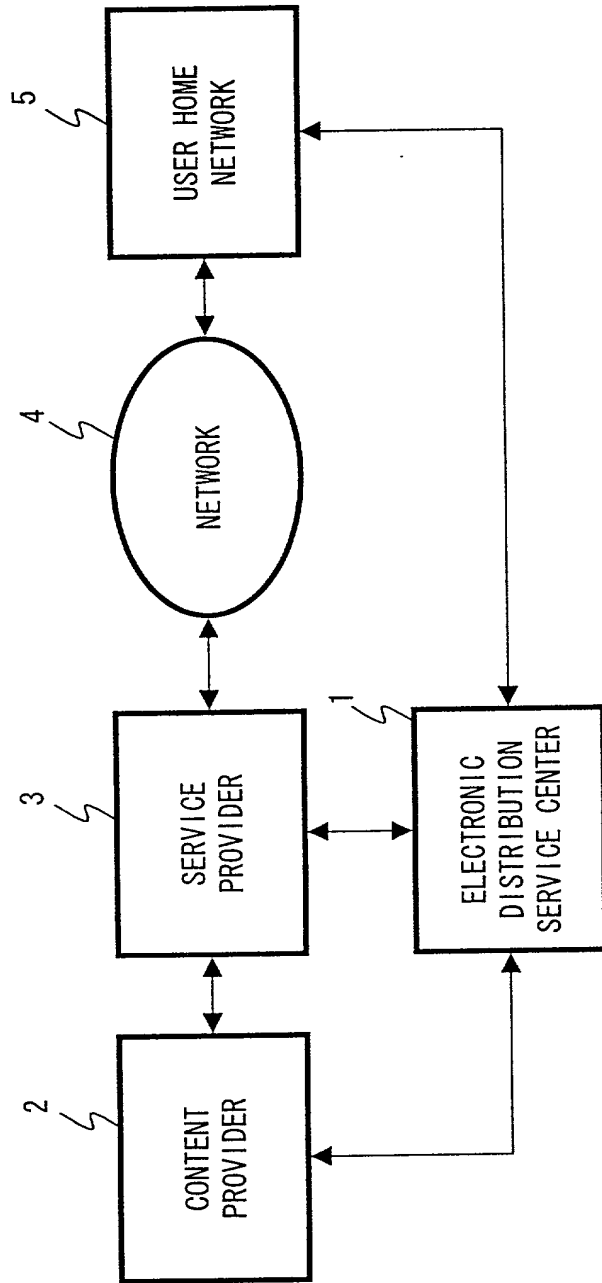 2
CONTENT
PROVIDER
3
SERVICE
PROVIDER
4
NETWORK
5
USER HOME
NETWORK
1
ELECTRONIC
DISTRIBUTION
SERVICE CENTER